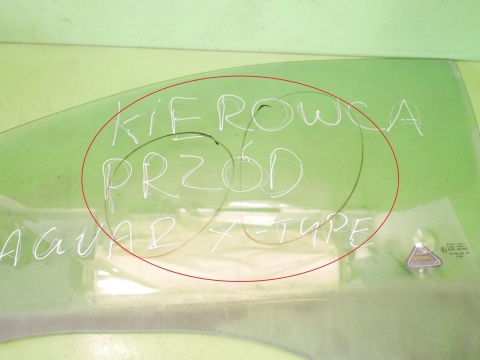 KIEROWCA
PRZÓD
AGUAR X-TYPE